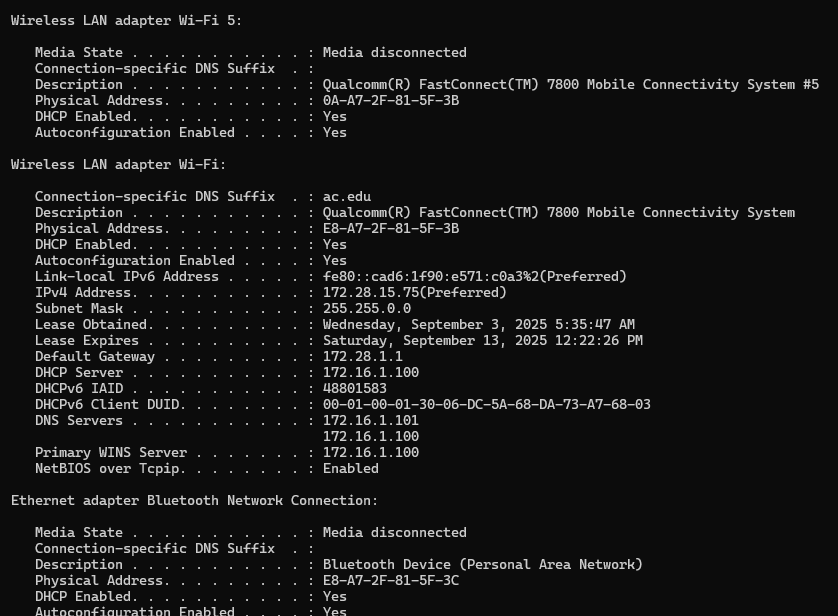 Wireless LAN adapter Wi-Fi 5:
Media State . . . . . . . . . . . : Media disconnected
Connection-specific DNS Suffix  . :
Description . . . . . . . . . . . : Qualcomm(R) FastConnect(TM) 7800 Mobile Connectivity System #5
Physical Address. . . . . . . . . : 0A-A7-2F-81-5F-3B
DHCP Enabled. . . . . . . . . . . : Yes
Autoconfiguration Enabled . . . . : Yes
Wireless LAN adapter Wi-Fi:
Connection-specific DNS Suffix  . : ac.edu
Description . . . . . . . . . . . : Qualcomm(R) FastConnect(TM) 7800 Mobile Connectivity System
Physical Address. . . . . . . . . : E8-A7-2F-81-5F-3B
DHCP Enabled. . . . . . . . . . . : Yes
Autoconfiguration Enabled . . . . : Yes
Link-local IPv6 Address . . . . . : fe80::cad6:1f90:e571:c0a3%2(Preferred)
IPv4 Address. . . . . . . . . . . : 172.28.15.75(Preferred)
Subnet Mask . . . . . . . . . . . : 255.255.0.0
Lease Obtained. . . . . . . . . . : Wednesday, September 3, 2025 5:35:47 AM
Lease Expires . . . . . . . . . . : Saturday, September 13, 2025 12:22:26 PM
Default Gateway . . . . . . . . . : 172.28.1.1
DHCP Server . . . . . . . . . . . : 172.16.1.100
DHCPv6 IAID . . . . . . . . . . . : 48801583
DHCPv6 Client DUID. . . . . . . . : 00-01-00-01-30-06-DC-5A-68-DA-73-A7-68-03
DNS Servers . . . . . . . . . . . : 172.16.1.101
172.16.1.100
Primary WINS Server . . . . . . . : 172.16.1.100
NetBIOS over Tcpip. . . . . . . . : Enabled
Ethernet adapter Bluetooth Network Connection:
Media State . . . . . . . . . . . : Media disconnected
Connection-specific DNS Suffix  . :
Description . . . . . . . . . . . : Bluetooth Device (Personal Area Network)
Physical Address. . . . . . . . . : E8-A7-2F-81-5F-3C
DHCP Enabled. . . . . . . . . . . : Yes
Autoconfiguration Enabled . . . . : Yes